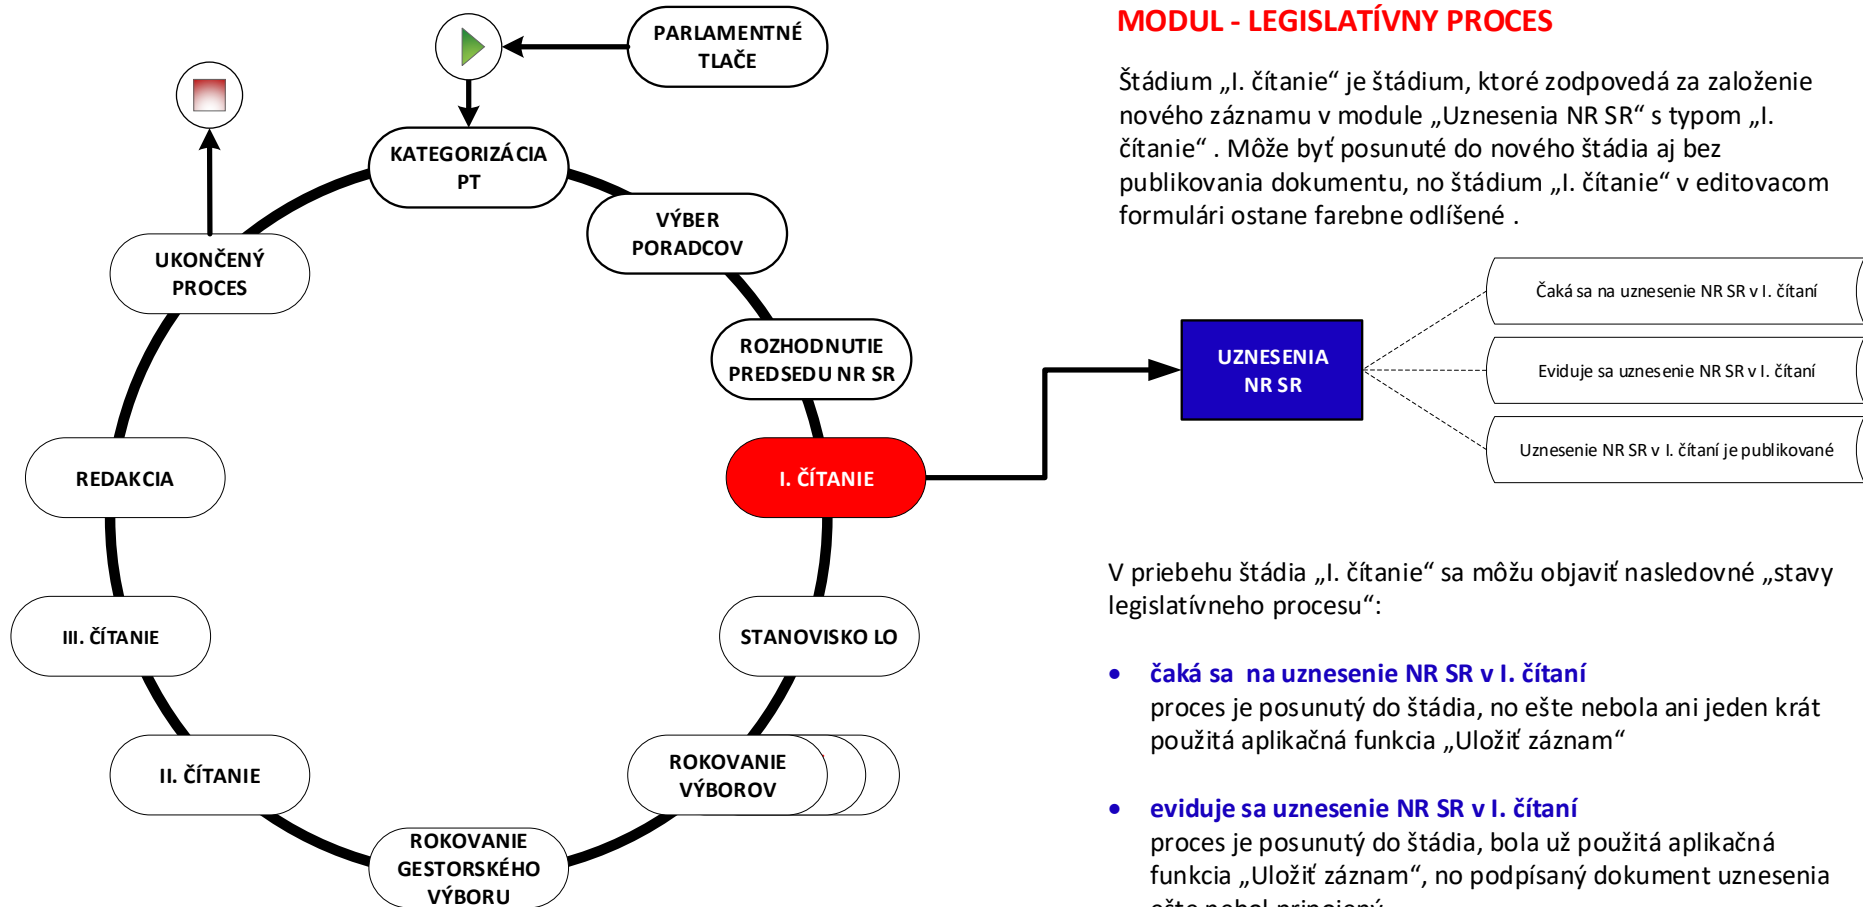 PARLAMENTNÉ
TLAČE
KATEGORIZÁCIA
PT
VÝBER
PORADCOV
UKONČENÝ
PROCES
ROZHODNUTIE
PREDSEDU NR SR
REDAKCIA
I. ČÍTANIE
III. ČÍTANIE
STANOVISKO LO
II. ČÍTANIE
ROKOVANIE
VÝBOROV
ROKOVANIE
GESTORSKÉHO
VÝBORU
MODUL - LEGISLATÍVNY PROCES
Štádium „I. čítanie“ je štádium, ktoré zodpovedá za založenie
nového záznamu v module „Uznesenia NR SR“ s typom „I.
čítanie“ . Môže byť posunuté do nového štádia aj bez
publikovania dokumentu, no štádium „I. čítanie“ v editovacom
formulári ostane farebne odlíšené .
UZNESENIA
NR SR
Čaká sa na uznesenie NR SR v I. čítaní
Eviduje sa uznesenie NR SR v I. čítaní
Uznesenie NR SR v I. čítaní je publikované
V priebehu štádia „I. čítanie“ sa môžu objaviť nasledovné „stavy
legislatívneho procesu“:
• čaká sa na uznesenie NR SR v I. čítaní
proces je posunutý do štádia, no ešte nebola ani jeden krát
použitá aplikačná funkcia „Uložiť záznam“
• eviduje sa uznesenie NR SR v I. čítaní
proces je posunutý do štádia, bola už použitá aplikačná
funkcia „Uložiť záznam“, no podpísaný dokument uznesenia
ešte nebol pripojený